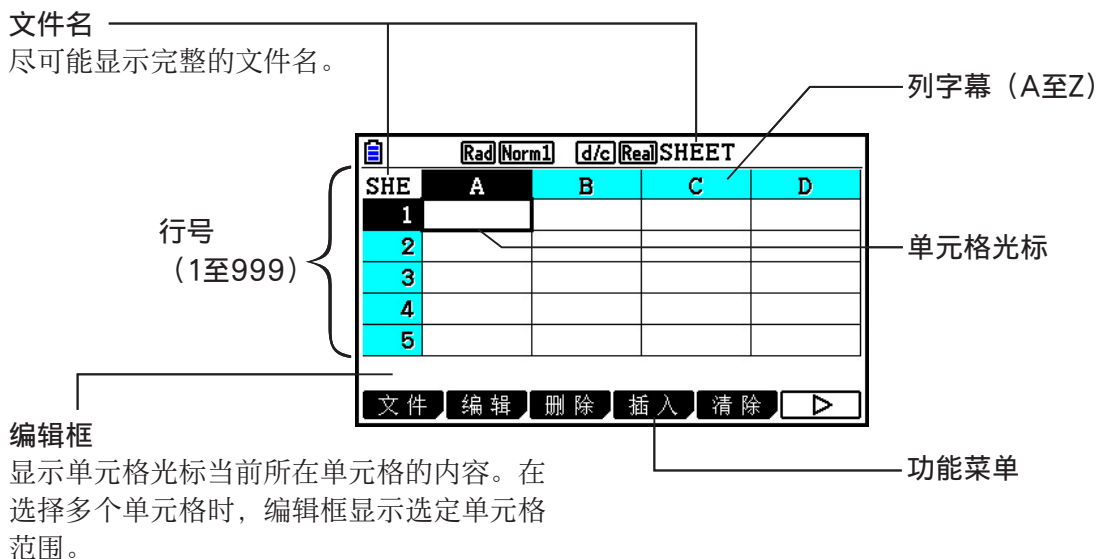 文件名
尽可能显示完整的文件名。
列字幕（A至Z）
Rad Norm1 d/c Real SHEET
SHE A B C D
1
2
3
4
5
行号
（1至999）
单元格光标
文件 编辑 删除 插入 清除
编辑框
显示单元格光标当前所在单元格的内容。在
选择多个单元格时，编辑框显示选定单元格
范围。
功能菜单